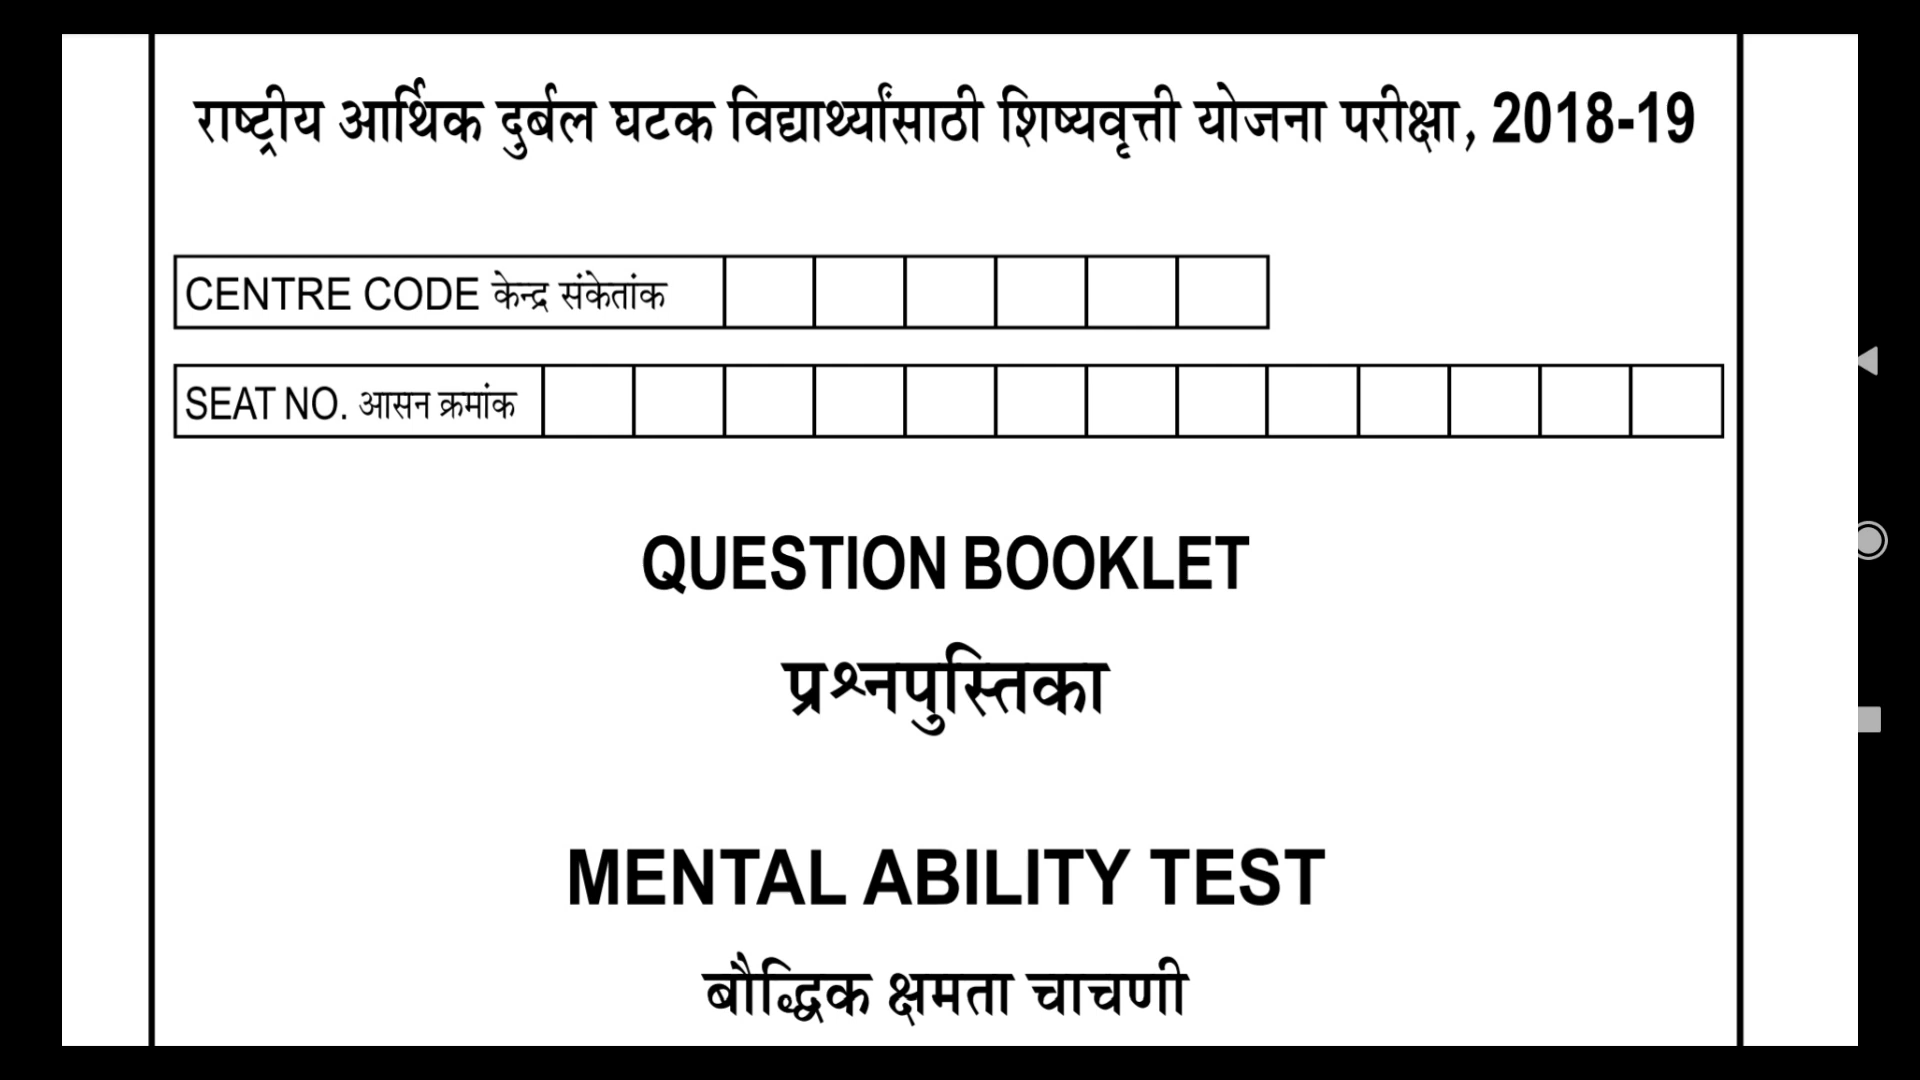 राष्ट्रीय आर्थिक दुर्बल घटक विद्यार्थ्यांसाठी शिष्यवृत्ती योजना परीक्षा, 2018-19
CENTRE CODE केन्द्र संकेतांक
SEAT NO. आसन क्रमांक
QUESTION BOOKLET
प्रश्नपुस्तिका
MENTAL ABILITY TEST
बौद्धिक क्षमता चाचणी